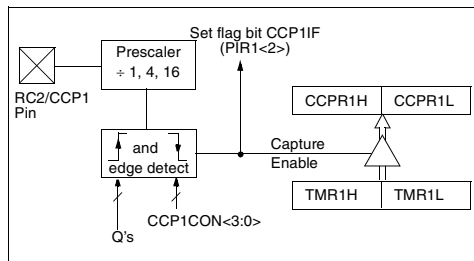 Set flag bit CCP1IF
(PIR1<2>)
Prescaler
÷ 1, 4, 16
RC2/CCP1
Pin
CCPR1H
CCPR1L
and
edge detect
Capture
Enable
TMR1H
TMR1L
CCP1CON<3:0>
Q's